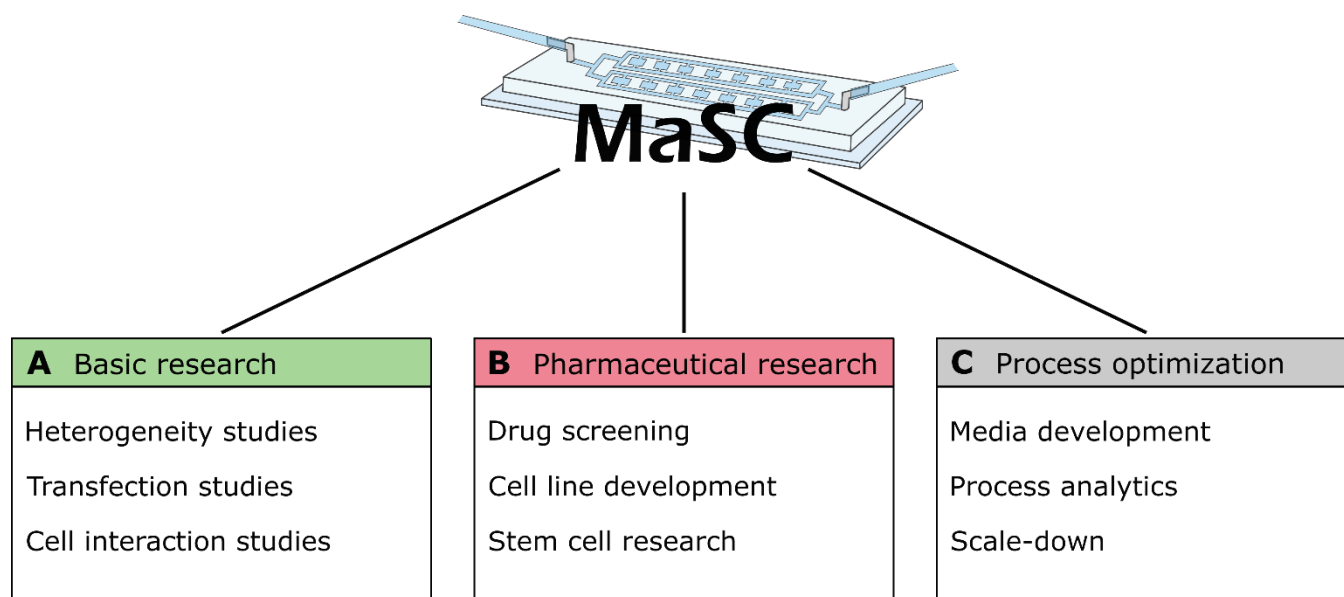 MaSC
A Basic research
Heterogeneity studies
Transfection studies
Cell interaction studies
B Pharmaceutical research
Drug screening
Cell line development
Stem cell research
C Process optimization
Media development
Process analytics
Scale-down